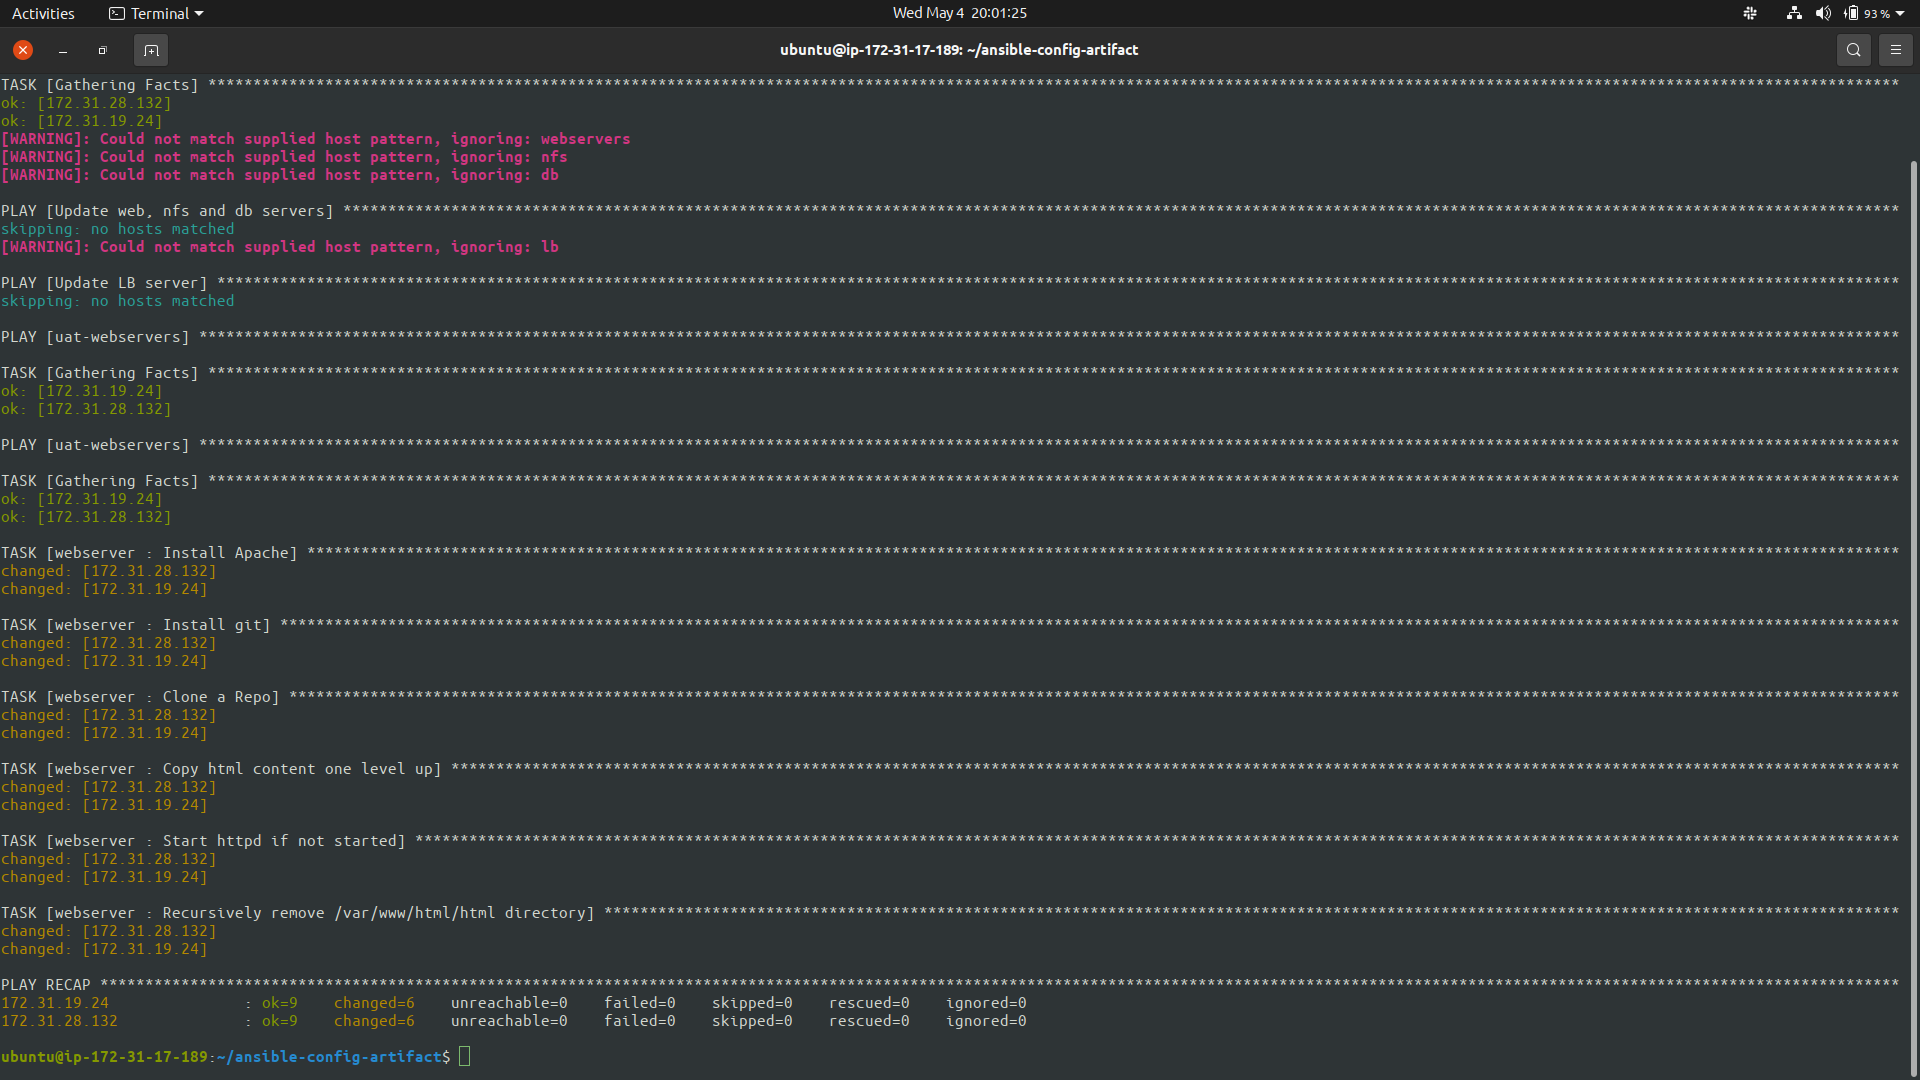 Activities Terminal Wed May 4 20:01:25 93 %
ubuntu@ip-172-31-17-189: ~/ansible-config-artifact
TASK [Gathering Facts] ********************************************************************************************************************************************************************************************
ok: [172.31.28.132]
ok: [172.31.19.24]
[WARNING]: Could not match supplied host pattern, ignoring: webservers
[WARNING]: Could not match supplied host pattern, ignoring: nfs
[WARNING]: Could not match supplied host pattern, ignoring: db
PLAY [Update web, nfs and db servers] *****************************************************************************************************************************************************************************
skipping: no hosts matched
[WARNING]: Could not match supplied host pattern, ignoring: lb
PLAY [Update LB server] *******************************************************************************************************************************************************************************************
skipping: no hosts matched
PLAY [uat-webservers] *********************************************************************************************************************************************************************************************
TASK [Gathering Facts] ********************************************************************************************************************************************************************************************
ok: [172.31.19.24]
ok: [172.31.28.132]
PLAY [uat-webservers] *********************************************************************************************************************************************************************************************
TASK [Gathering Facts] ********************************************************************************************************************************************************************************************
ok: [172.31.19.24]
ok: [172.31.28.132]
TASK [webserver : Install Apache] *********************************************************************************************************************************************************************************
changed: [172.31.28.132]
changed: [172.31.19.24]
TASK [webserver : Install git] ************************************************************************************************************************************************************************************
changed: [172.31.28.132]
changed: [172.31.19.24]
TASK [webserver : Clone a Repo] ***********************************************************************************************************************************************************************************
changed: [172.31.28.132]
changed: [172.31.19.24]
TASK [webserver : Copy html content one level up] *****************************************************************************************************************************************************************
changed: [172.31.28.132]
changed: [172.31.19.24]
TASK [webserver : Start httpd if not started] *********************************************************************************************************************************************************************
changed: [172.31.28.132]
changed: [172.31.19.24]
TASK [webserver : Recursively remove /var/www/html/html directory] ************************************************************************************************************************************************
changed: [172.31.28.132]
changed: [172.31.19.24]
PLAY RECAP ********************************************************************************************************************************************************************************************************
172.31.19.24 : ok=9 changed=6 unreachable=0 failed=0 skipped=0 rescued=0 ignored=0
172.31.28.132 : ok=9 changed=6 unreachable=0 failed=0 skipped=0 rescued=0 ignored=0
ubuntu@ip-172-31-17-189:~/ansible-config-artifact$